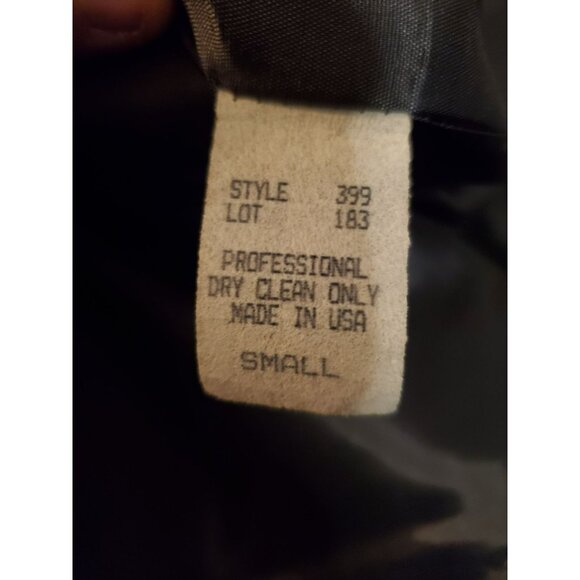 STYLE 399
LOT 183
PROFESSIONAL
DRY CLEAN ONLY
MADE IN USA
SMALL